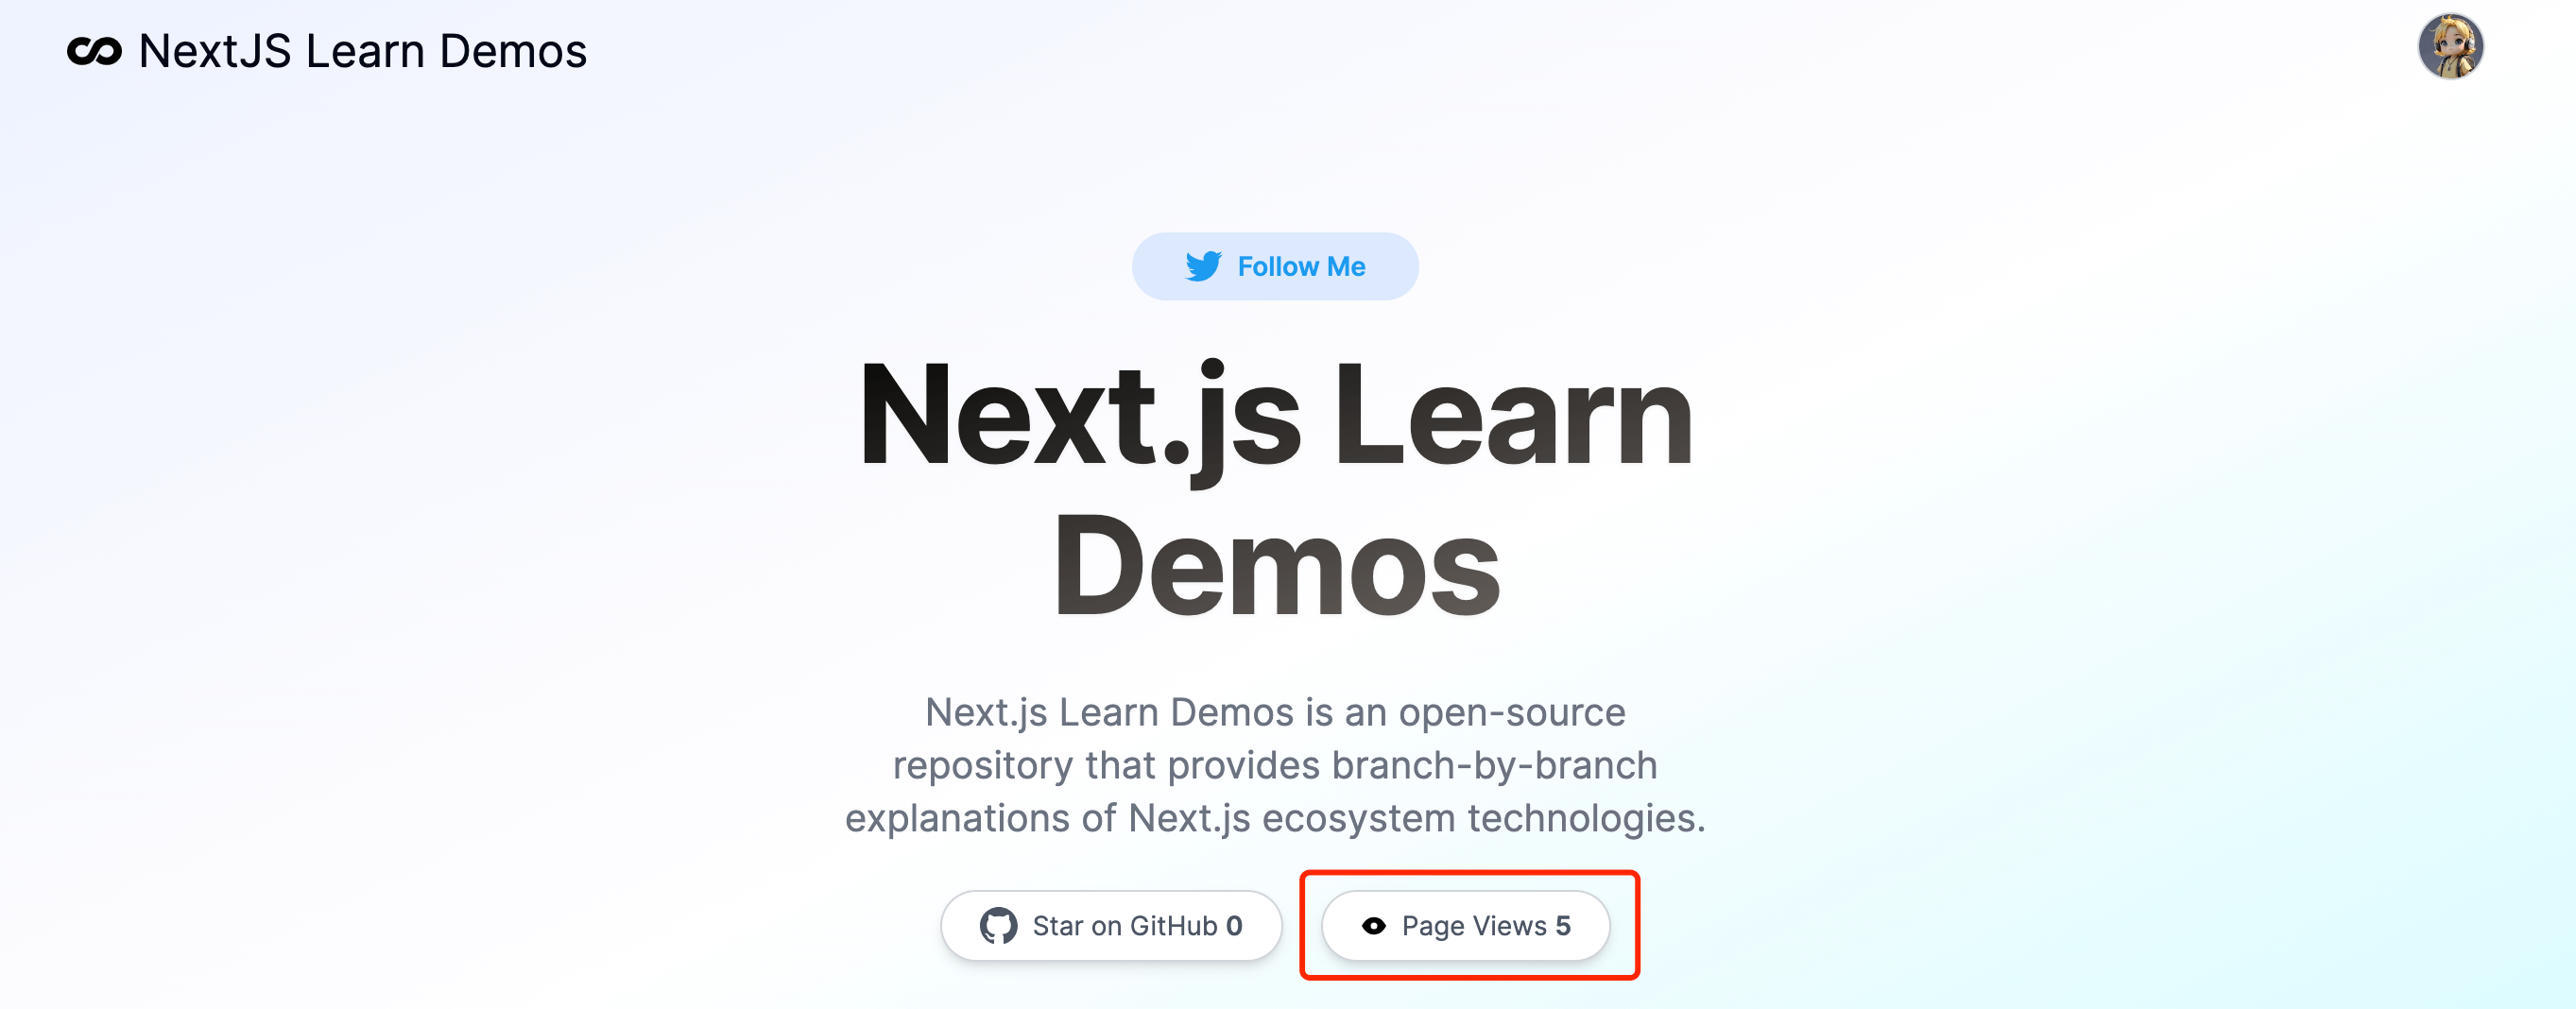 NextJS Learn Demos
Follow Me
Next.js Learn
Demos
Next.js Learn Demos is an open-source
repository that provides branch-by-branch
explanations of Next.js ecosystem technologies.
Star on GitHub 0
Page Views 5